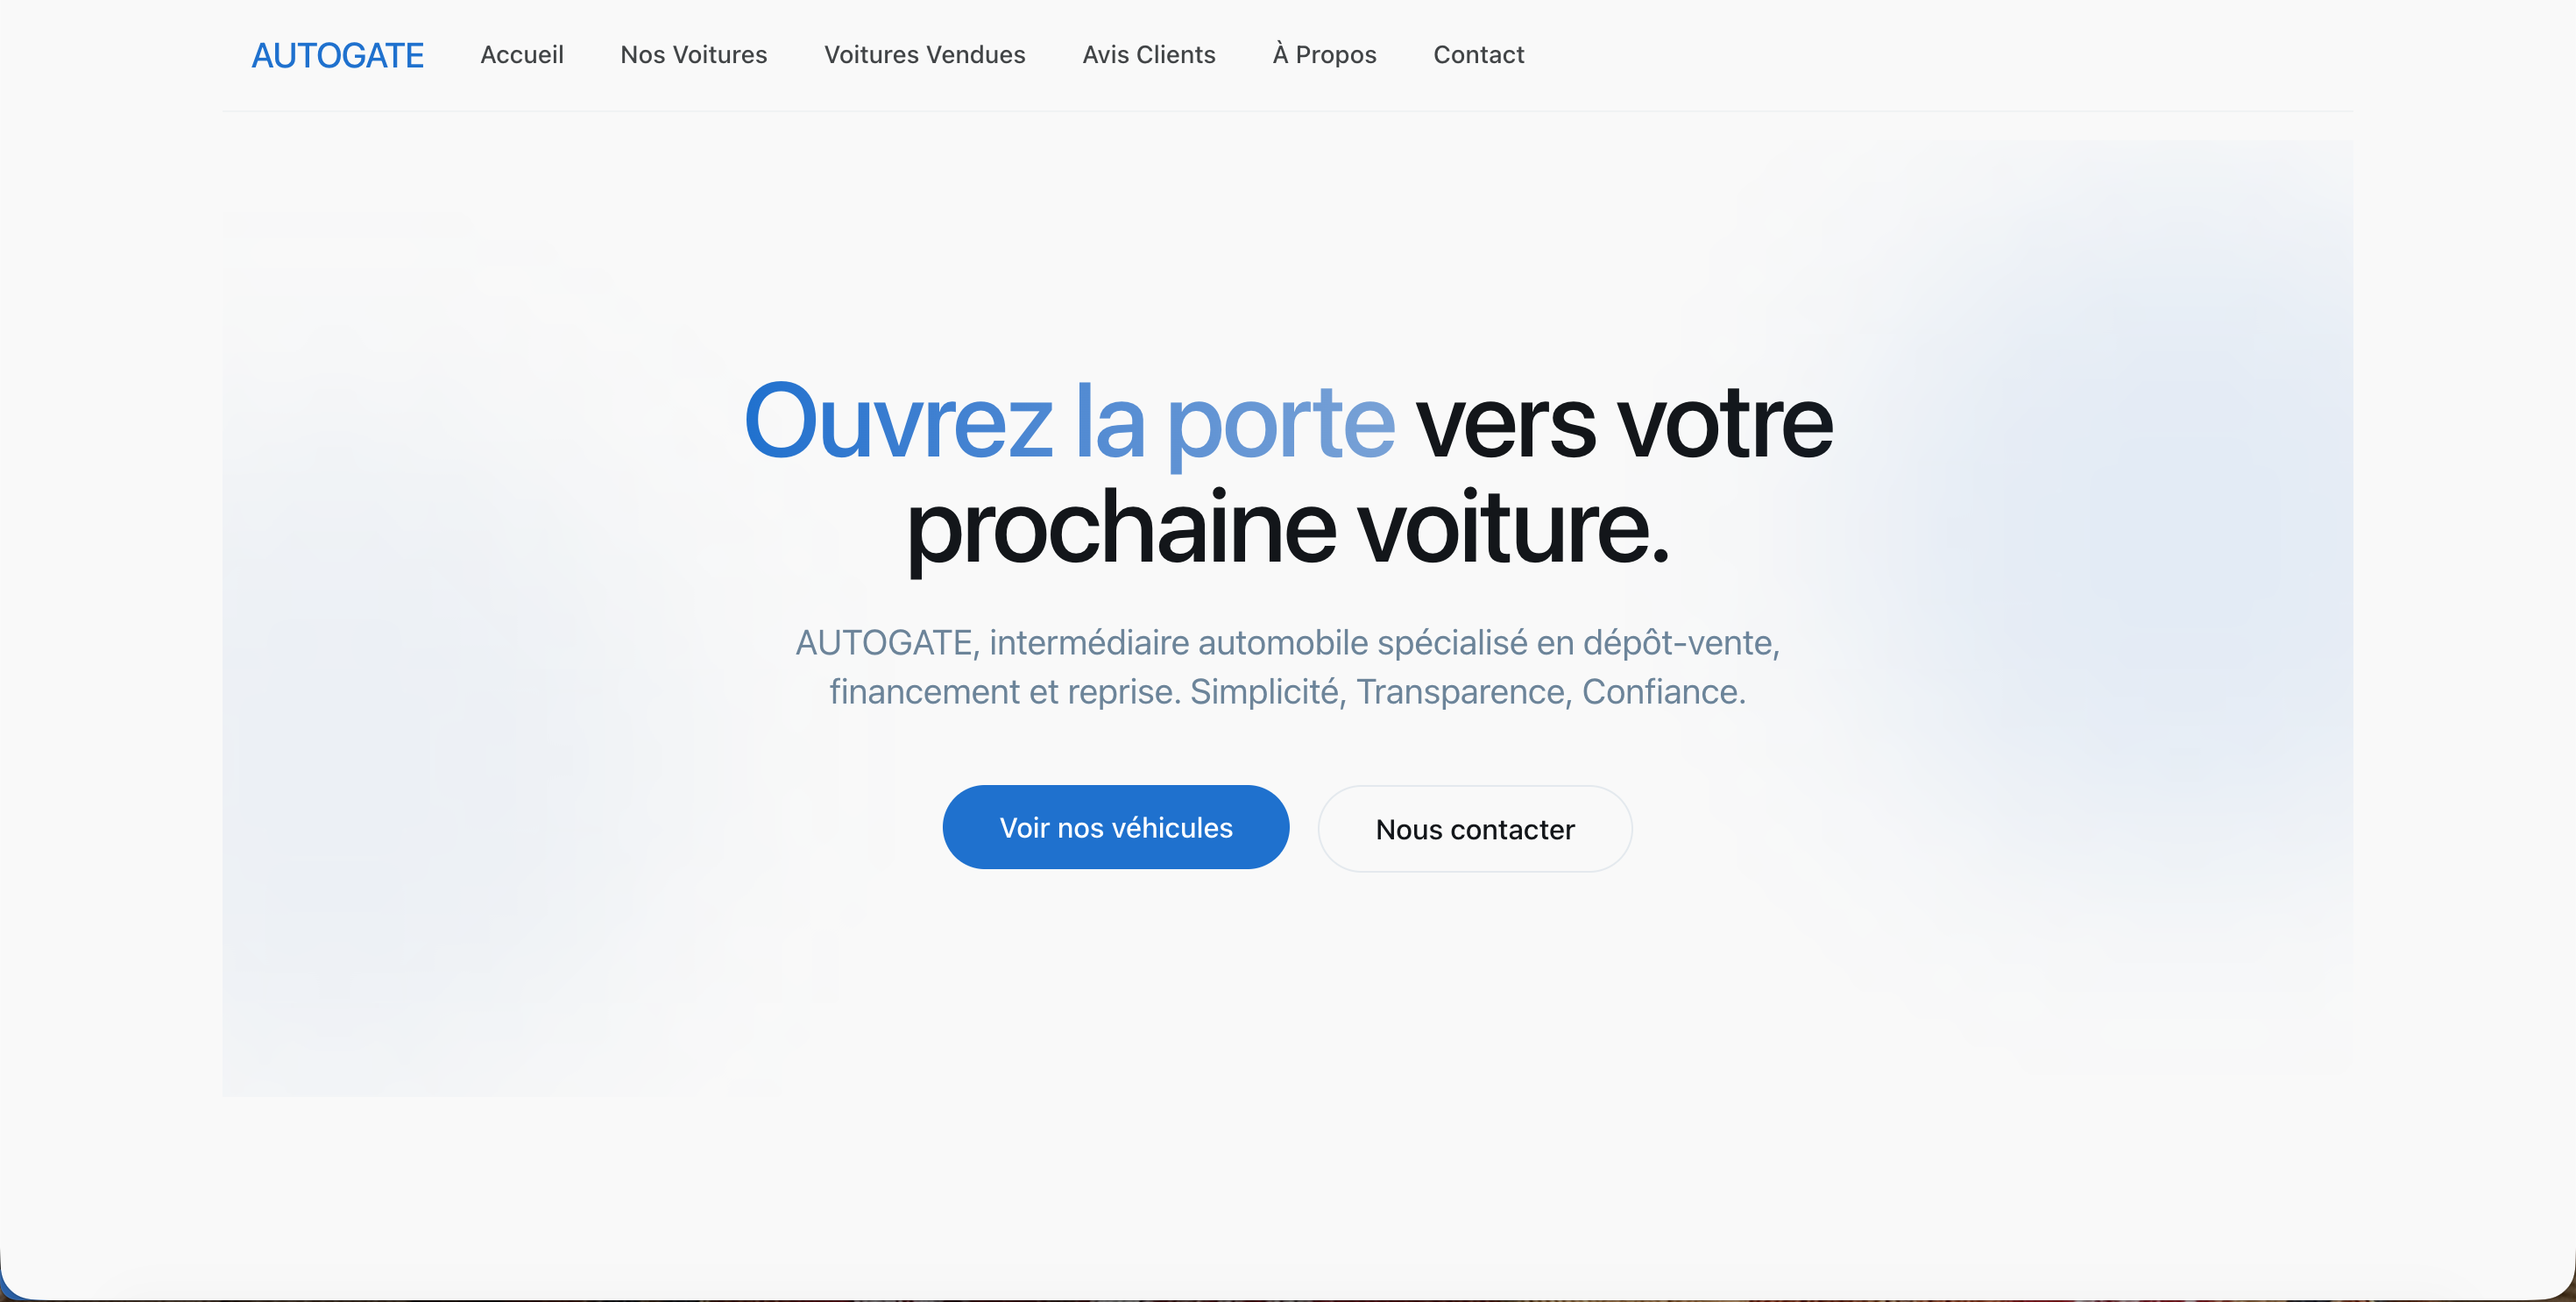 AUTOGATE Accueil Nos Voitures Voitures Vendues Avis Clients À Propos Contact
Ouvrez la porte vers votre
prochaine voiture.
AUTOGATE, intermédiaire automobile spécialisé en dépôt-vente,
financement et reprise. Simplicité, Transparence, Confiance.
Voir nos véhicules Nous contacter